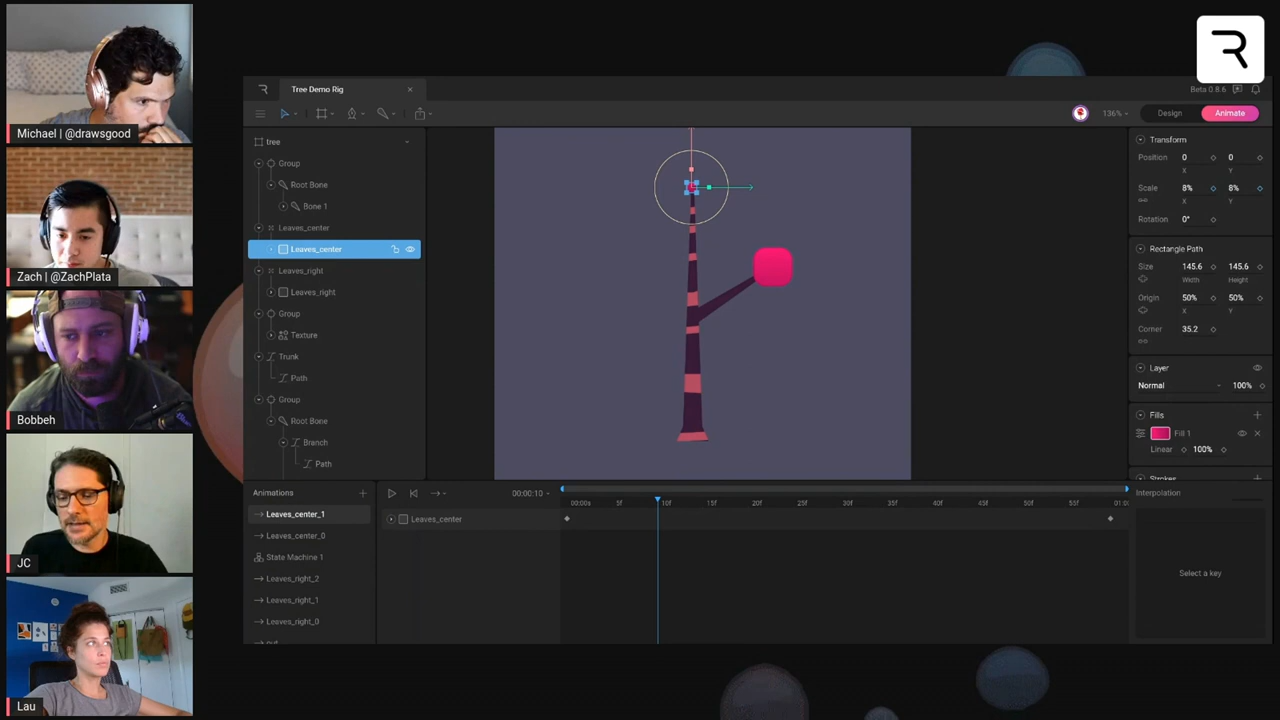 Michael | @drawsgood
Zach | @ZachPlata
Bobbeh
JC
Lau
R
Tree Demo Rig
Beta 0.8.6
136%
Design
Animate
tree
Group
Root Bone
Bone 1
Leaves_center
Leaves_center
Leaves_right
Leaves_right
Group
Texture
Trunk
Path
Group
Root Bone
Branch
Path
Transform
Position 0 0
X Y
Scale 8% 8%
X Y
Rotation 0°
Rectangle Path
Size 145.6 145.6
Width Height
Origin 50% 50%
X Y
Corner 35.2
Layer
Normal 100%
Fills
Fill 1
Linear 100%
Strokes
Animations
00:00:10
00:00s 5f 10f 15f 20f 25f 30f 35f 40f 45f 50f 55f 01:0
Interpolation
Leaves_center_1
Leaves_center
Leaves_center_0
State Machine 1
Leaves_right_2
Leaves_right_1
Leaves_right_0
Select a key